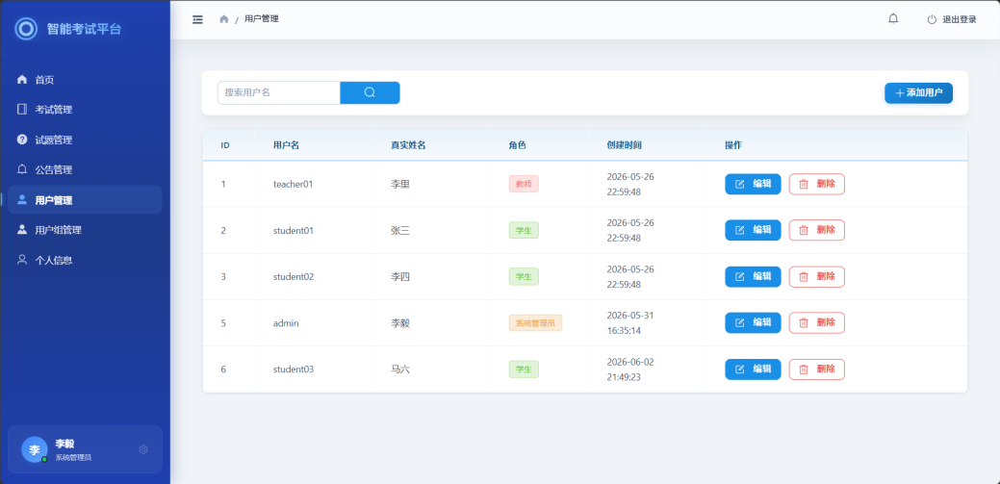 智能考试平台
首页
考试管理
试题管理
公告管理
用户管理
用户组管理
个人信息
李
李毅
系统管理员
/ 用户管理
退出登录
搜索用户名
添加用户
ID 用户名 真实姓名 角色 创建时间 操作
1 teacher01 李里 教师 2026-05-26 22:59:48 编辑 删除
2 student01 张三 学生 2026-05-26 22:59:48 编辑 删除
3 student02 李四 学生 2026-05-26 22:59:48 编辑 删除
5 admin 李毅 系统管理员 2026-05-31 16:35:14 编辑 删除
6 student03 马六 学生 2026-06-02 21:49:23 编辑 删除